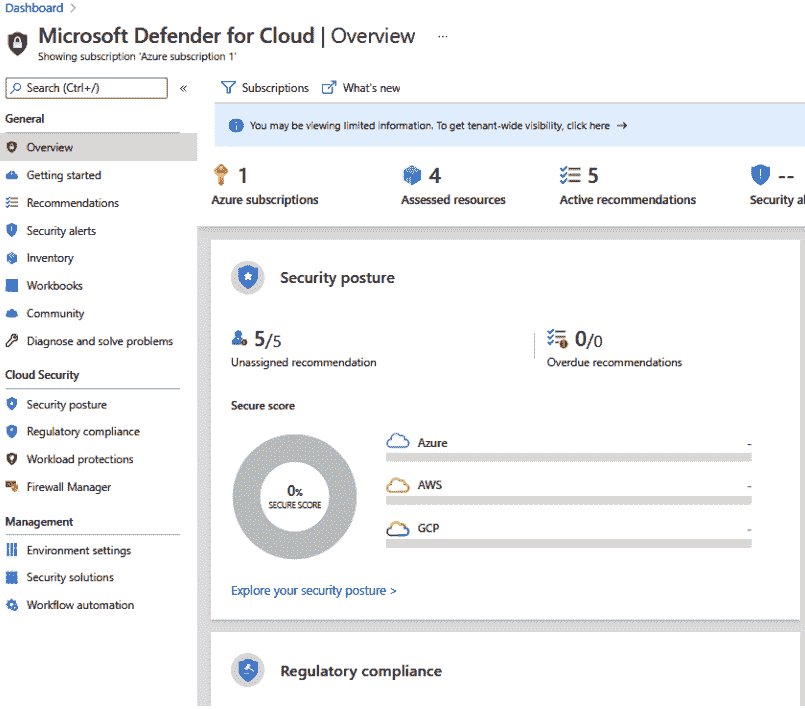 Dashboard >
Microsoft Defender for Cloud | Overview ...
Showing subscription 'Azure subscription 1'
Search (Ctrl+/) «
Subscriptions What's new
General
You may be viewing limited information. To get tenant-wide visibility, click here →
Overview
Getting started
Recommendations
Security alerts
Inventory
Workbooks
Community
Diagnose and solve problems
Cloud Security
Security posture
Regulatory compliance
Workload protections
Firewall Manager
Management
Environment settings
Security solutions
Workflow automation
1
Azure subscriptions
4
Assessed resources
5
Active recommendations
--
Security al
Security posture
5/5
Unassigned recommendation
0/0
Overdue recommendations
Secure score
0%
SECURE SCORE
Azure -
AWS -
GCP -
Explore your security posture >
Regulatory compliance